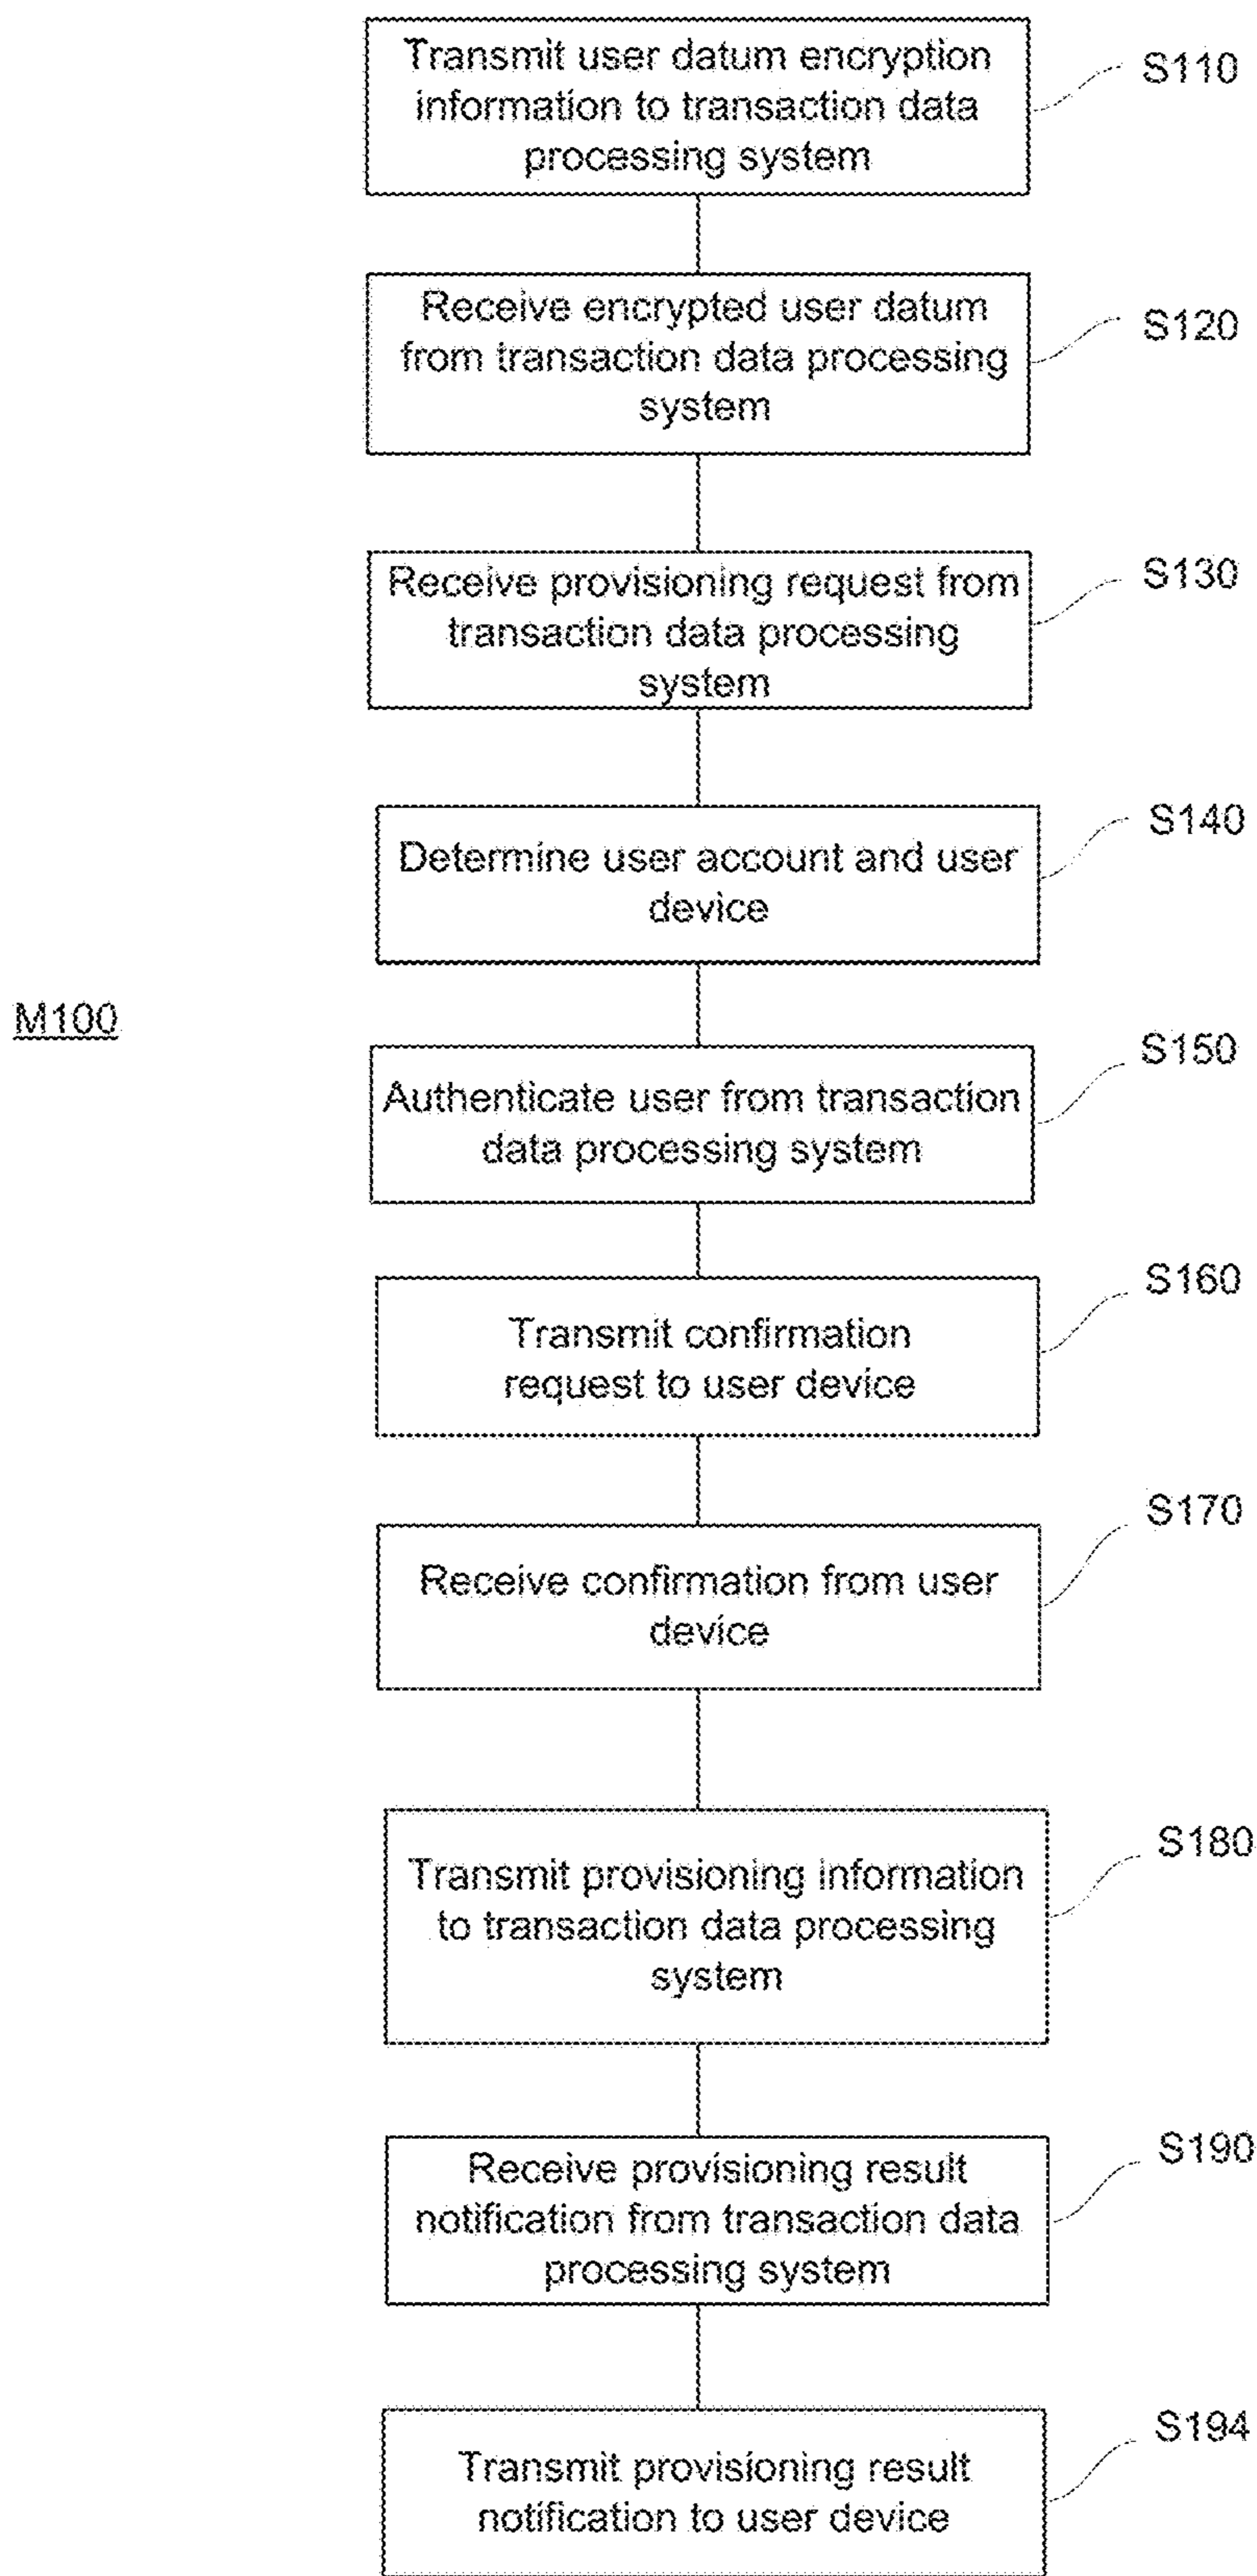 Transmit user datum encryption
information to transaction data
processing system
S110
Receive encrypted user datum
from transaction data processing
system
S120
Receive provisioning request from
transaction data processing
system
S130
Determine user account and user
device
S140
M100
Authenticate user from transaction
data processing system
S150
Transmit confirmation
request to user device
S160
Receive confirmation from user
device
S170
Transmit provisioning information
to transaction data processing
system
S180
Receive provisioning result
notification from transaction data
processing system
S190
Transmit provisioning result
notification to user device
S194